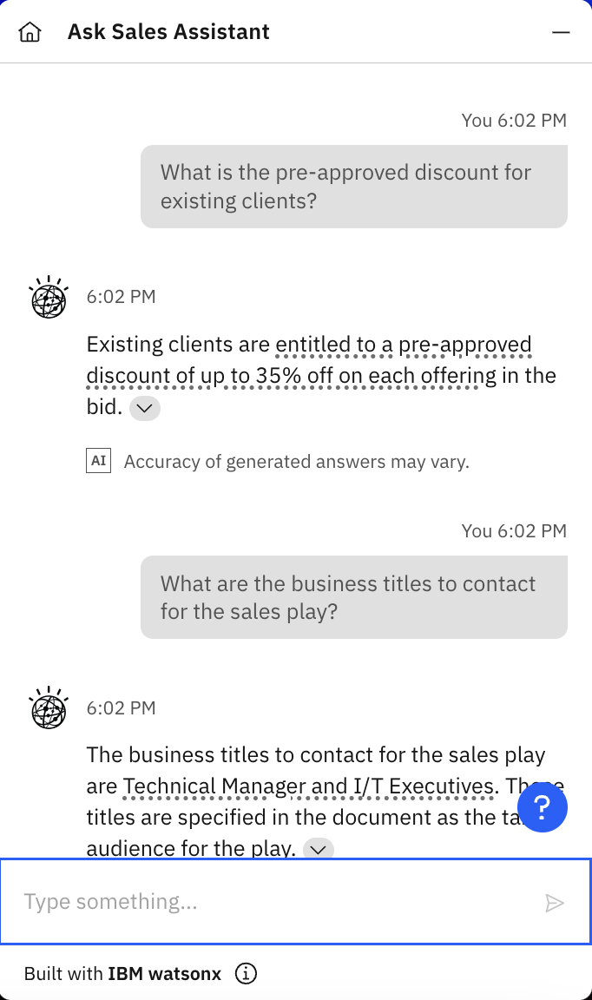 Ask Sales Assistant
You 6:02 PM
What is the pre-approved discount for
existing clients?
6:02 PM
Existing clients are entitled to a pre-approved
discount of up to 35% off on each offering in the
bid.
AI Accuracy of generated answers may vary.
You 6:02 PM
What are the business titles to contact
for the sales play?
6:02 PM
The business titles to contact for the sales play
are Technical Manager and I/T Executives.
?
titles are specified in the document as the
audience for the play.
Type something...
Built with IBM watsonx